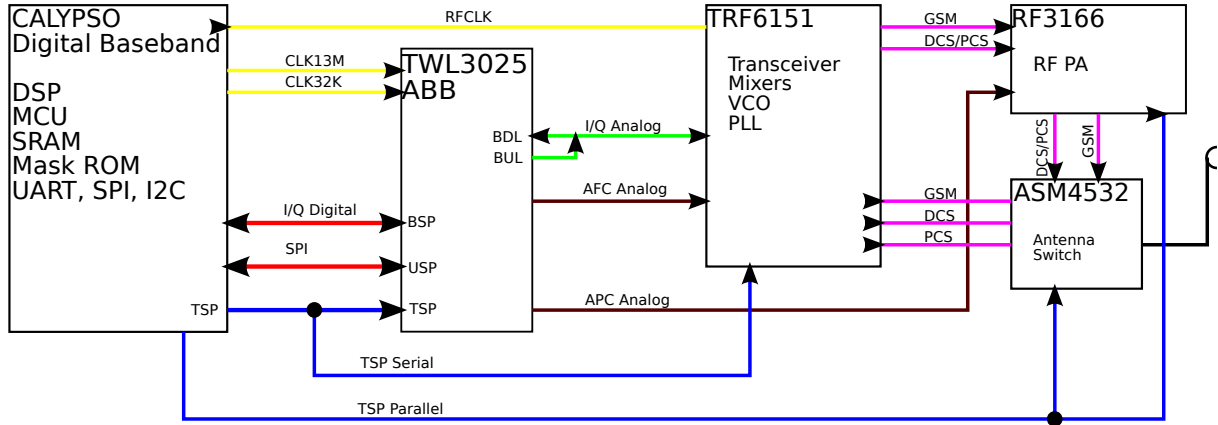 CALYPSO
Digital Baseband
DSP
MCU
SRAM
Mask ROM
UART, SPI, I2C
TSP
RFCLK
CLK13M
CLK32K
I/Q Digital
SPI
TWL3025
ABB
BDL
BUL
BSP
USP
TSP
I/Q Analog
AFC Analog
APC Analog
TSP Serial
TSP Parallel
TRF6151
Transceiver
Mixers
VCO
PLL
GSM
DCS/PCS
GSM
DCS
PCS
RF3166
RF PA
DCS/PCS
GSM
ASM4532
Antenna
Switch